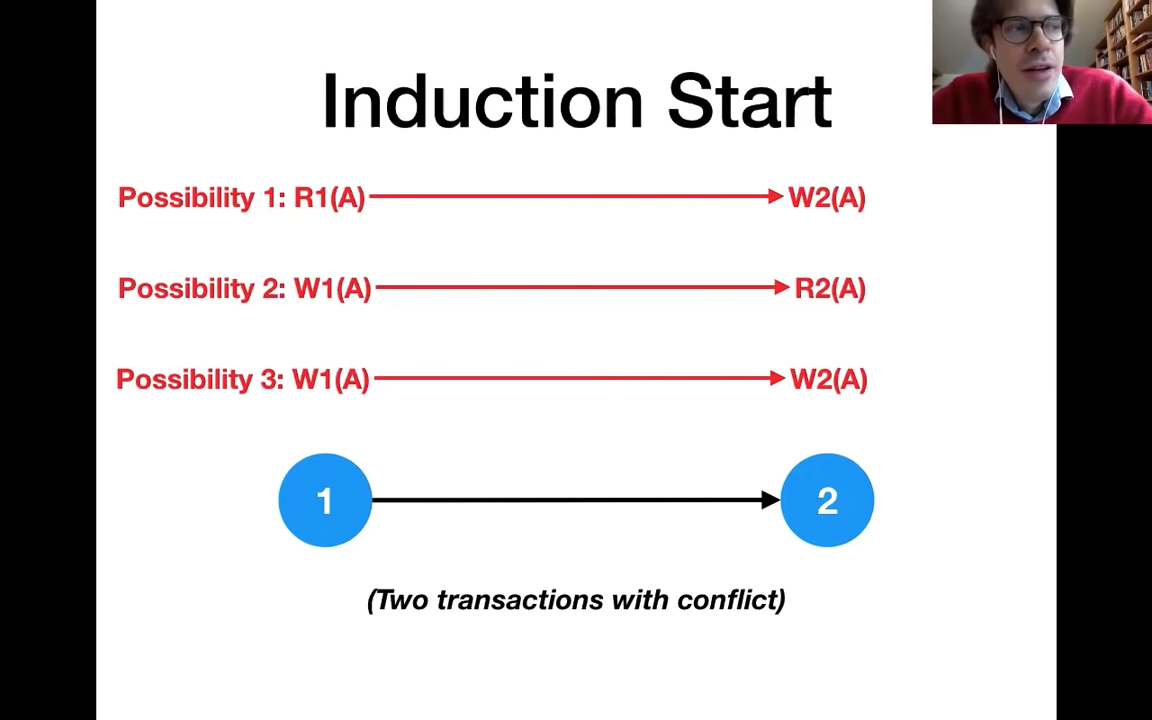 Induction Start
Possibility 1: R1(A) W2(A)
Possibility 2: W1(A) R2(A)
Possibility 3: W1(A) W2(A)
1 2
(Two transactions with conflict)